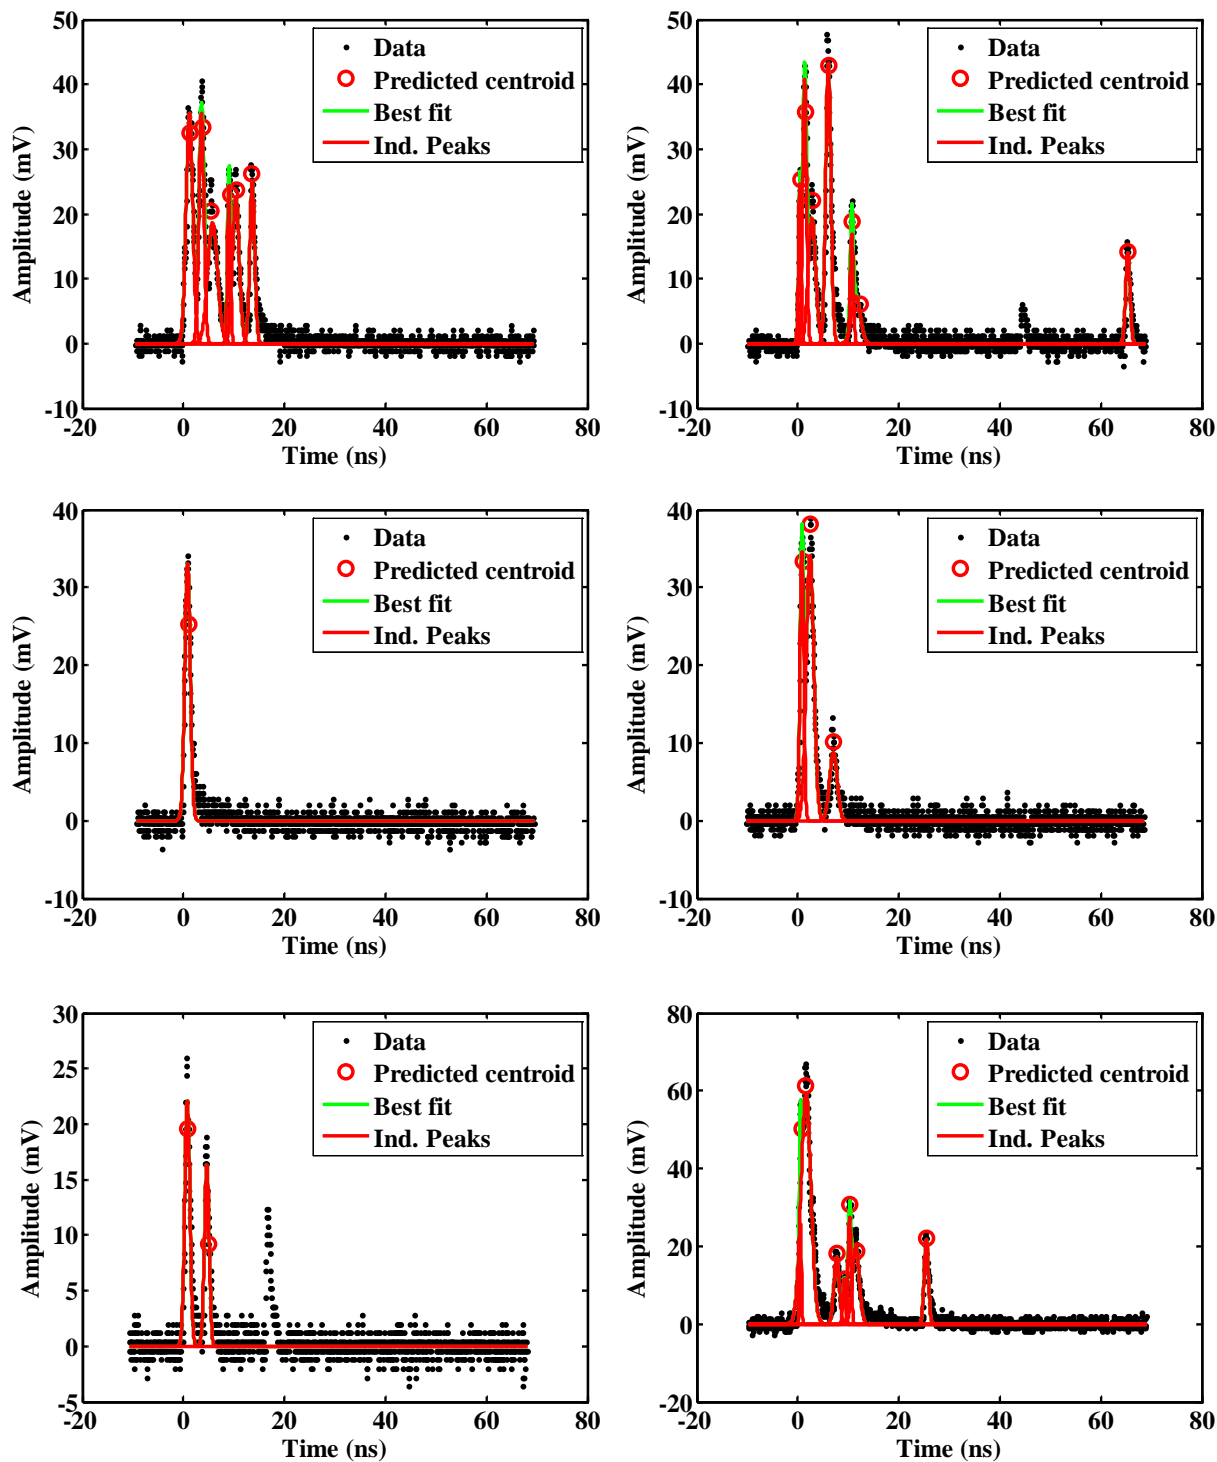 50
40
30
20
10
0
-10
-20 0 20 40 60 80
Amplitude (mV)
Time (ns)
Data
Predicted centroid
Best fit
Ind. Peaks
50
40
30
20
10
0
-10
-20 0 20 40 60 80
Amplitude (mV)
Time (ns)
Data
Predicted centroid
Best fit
Ind. Peaks
40
30
20
10
0
-10
-20 0 20 40 60 80
Amplitude (mV)
Time (ns)
Data
Predicted centroid
Best fit
Ind. Peaks
40
30
20
10
0
-10
-20 0 20 40 60 80
Amplitude (mV)
Time (ns)
Data
Predicted centroid
Best fit
Ind. Peaks
30
25
20
15
10
5
0
-5
-20 0 20 40 60 80
Amplitude (mV)
Time (ns)
Data
Predicted centroid
Best fit
Ind. Peaks
80
60
40
20
0
-20
-20 0 20 40 60 80
Amplitude (mV)
Time (ns)
Data
Predicted centroid
Best fit
Ind. Peaks